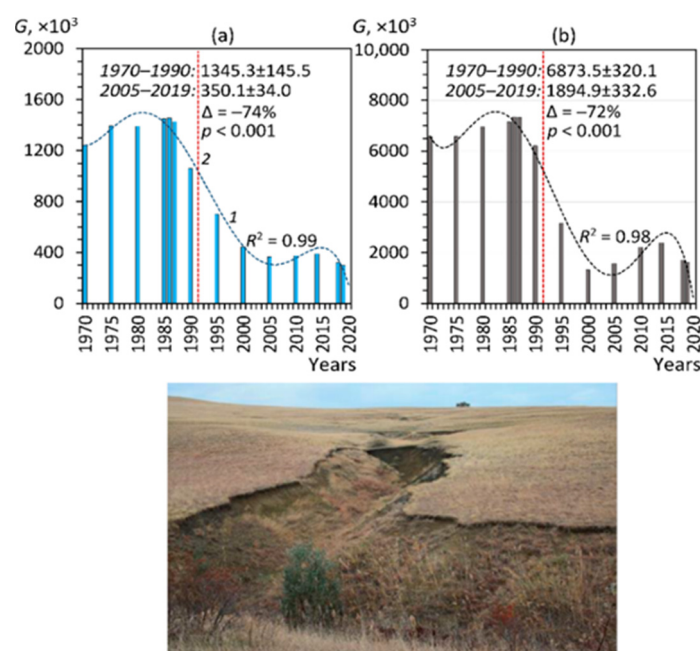 G, ×10³ (a)
2000
1600
1200
800
400
0
1970–1990: 1345.3±145.5
2005–2019: 350.1±34.0
Δ = –74%
p < 0.001
2
1
R² = 0.99
1970 1975 1980 1985 1990 1995 2000 2005 2010 2015 2020
Years
G, ×10³ (b)
10,000
8000
6000
4000
2000
0
1970–1990: 6873.5±320.1
2005–2019: 1894.9±332.6
Δ = –72%
p < 0.001
R² = 0.98
1970 1975 1980 1985 1990 1995 2000 2005 2010 2015 2020
Years